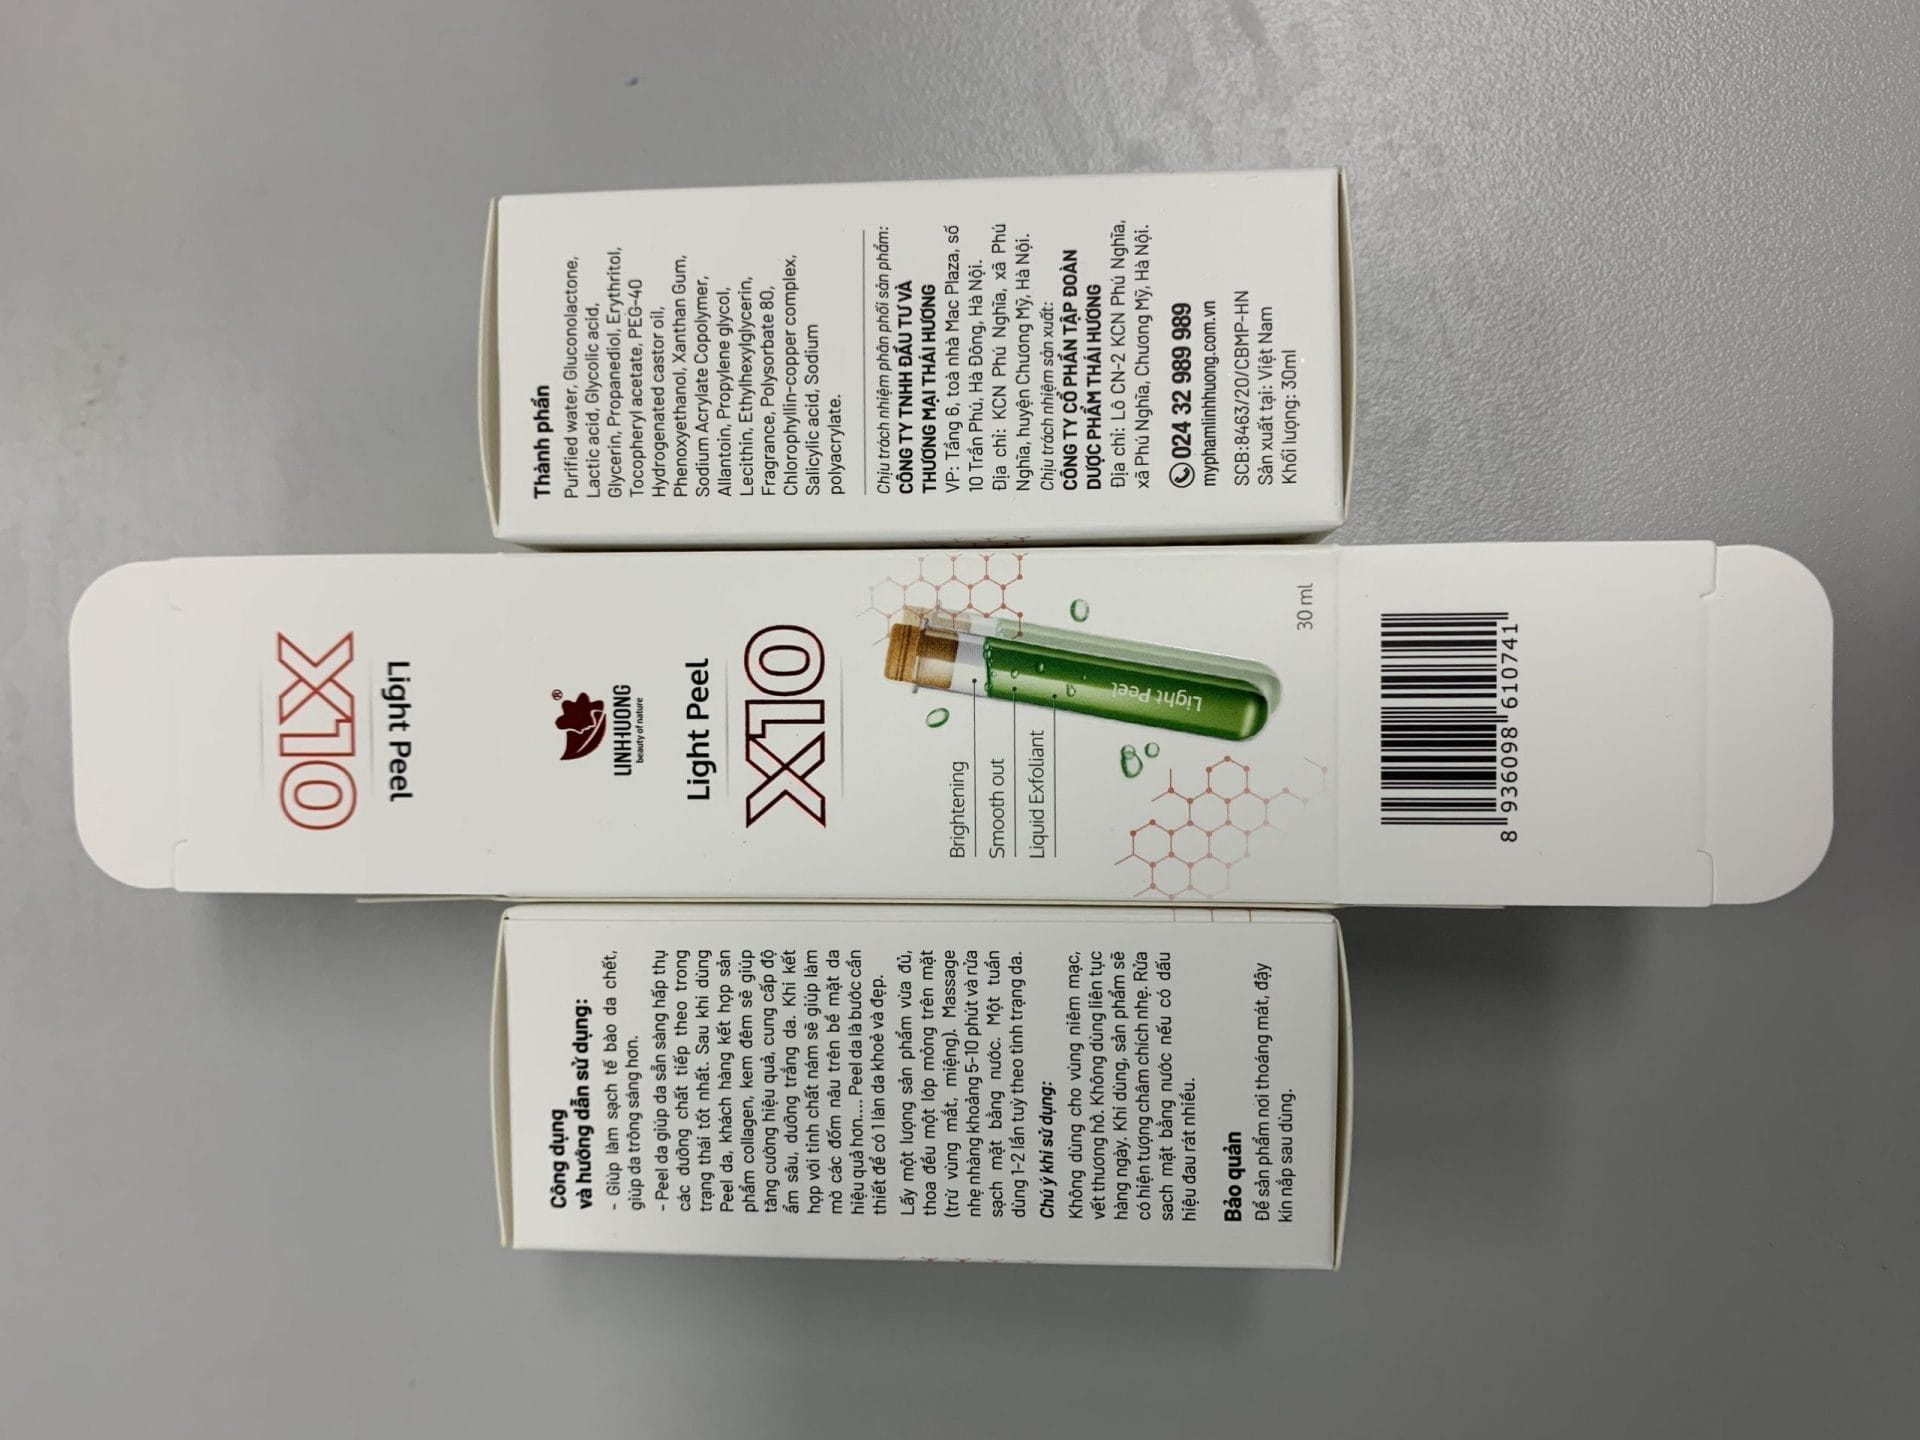 X10
Light Peel
LINH HUONG®
beauty of nature
Light Peel
X10
Brightening
Smooth out
Liquid Exfoliant
Light Peel
30 ml
8 936098 610741
Thành phần
Purified water, Gluconolactone,
Lactic acid, Glycolic acid,
Glycerin, Propanediol, Erythritol,
Tocopheryl acetate, PEG-40
Hydrogenated castor oil,
Phenoxyethanol, Xanthan Gum,
Sodium Acrylate Copolymer,
Allantoin, Propylene glycol,
Lecithin, Ethylhexylglycerin,
Fragrance, Polysorbate 80,
Chlorophyllin-copper complex,
Salicylic acid, Sodium
polyacrylate.
Chịu trách nhiệm phân phối sản phẩm:
CÔNG TY TNHH ĐẦU TƯ VÀ
THƯƠNG MẠI THÁI HƯƠNG
VP: Tầng 6, toà nhà Mac Plaza, số
10 Trần Phú, Hà Đông, Hà Nội.
Địa chỉ: KCN Phú Nghĩa, xã Phú
Nghĩa, huyện Chương Mỹ, Hà Nội.
Chịu trách nhiệm sản xuất:
CÔNG TY CỔ PHẦN TẬP ĐOÀN
DƯỢC PHẨM THÁI HƯƠNG
Địa chỉ: Lô CN-2 KCN Phú Nghĩa,
xã Phú Nghĩa, Chương Mỹ, Hà Nội.
024 32 989 989
myphamlinhhuong.com.vn
SCB:8463/20/CBMP-HN
Sản xuất tại: Việt Nam
Khối lượng: 30ml
Công dụng
và hướng dẫn sử dụng:
- Giúp làm sạch tế bào da chết,
giúp da trông sáng hơn.
- Peel da giúp da sẵn sàng hấp thụ
các dưỡng chất tiếp theo trong
trạng thái tốt nhất. Sau khi dùng
Peel da, khách hàng kết hợp sản
phẩm collagen, kem đêm sẽ giúp
tăng cường hiệu quả, cung cấp độ
ẩm sâu, dưỡng trắng da. Khi kết
hợp với tinh chất nám sẽ giúp làm
mờ các đốm nâu trên bề mặt da
hiệu quả hơn.... Peel da là bước cần
thiết để có 1 làn da khoẻ và đẹp.
Lấy một lượng sản phẩm vừa đủ,
thoa đều một lớp mỏng trên mặt
(trừ vùng mắt, miệng). Massage
nhẹ nhàng khoảng 5-10 phút và rửa
sạch mặt bằng nước. Một tuần
dùng 1-2 lần tuỳ theo tình trạng da.
Chú ý khi sử dụng:
Không dùng cho vùng niêm mạc,
vết thương hở. Không dùng liên tục
hàng ngày. Khi dùng, sản phẩm sẽ
có hiện tượng châm chích nhẹ. Rửa
sạch mặt bằng nước nếu có dấu
hiệu đau rát nhiều.
Bảo quản
Để sản phẩm nơi thoáng mát, đậy
kín nắp sau dùng.